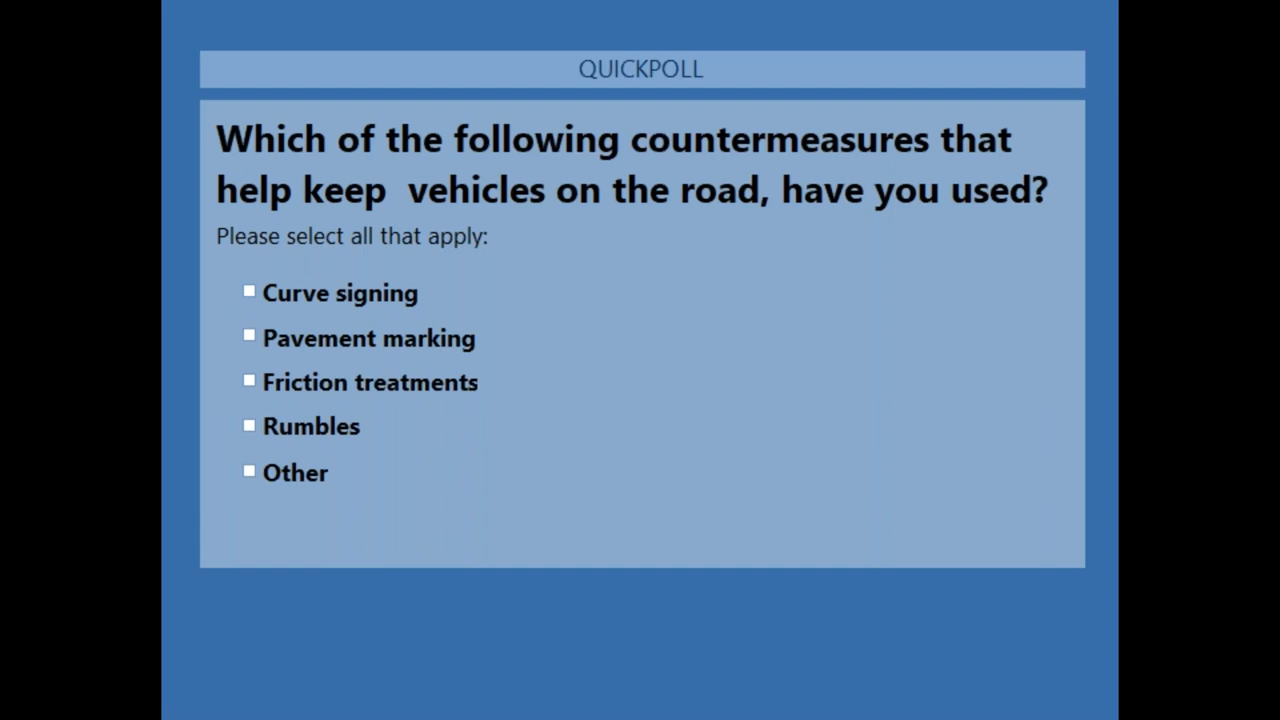 QUICKPOLL
Which of the following countermeasures that
help keep  vehicles on the road, have you used?
Please select all that apply:
Curve signing
Pavement marking
Friction treatments
Rumbles
Other